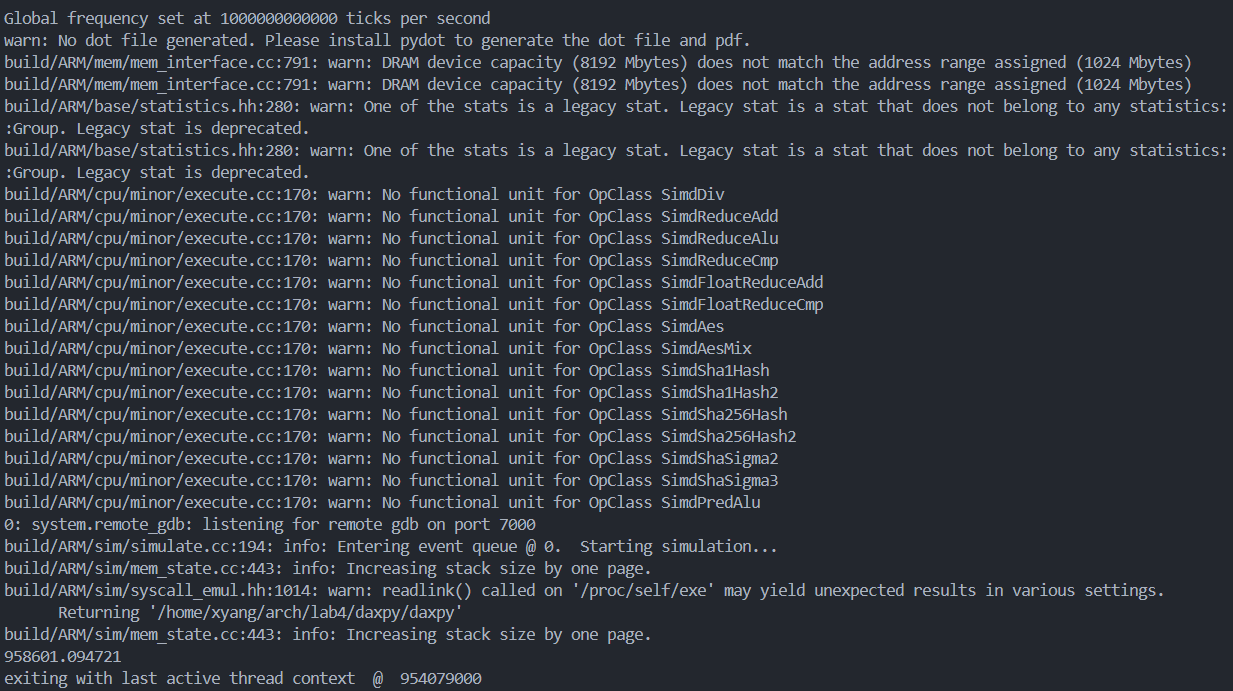 Global frequency set at 1000000000000 ticks per second
warn: No dot file generated. Please install pydot to generate the dot file and pdf.
build/ARM/mem/mem_interface.cc:791: warn: DRAM device capacity (8192 Mbytes) does not match the address range assigned (1024 Mbytes)
build/ARM/mem/mem_interface.cc:791: warn: DRAM device capacity (8192 Mbytes) does not match the address range assigned (1024 Mbytes)
build/ARM/base/statistics.hh:280: warn: One of the stats is a legacy stat. Legacy stat is a stat that does not belong to any statistics:
:Group. Legacy stat is deprecated.
build/ARM/base/statistics.hh:280: warn: One of the stats is a legacy stat. Legacy stat is a stat that does not belong to any statistics:
:Group. Legacy stat is deprecated.
build/ARM/cpu/minor/execute.cc:170: warn: No functional unit for OpClass SimdDiv
build/ARM/cpu/minor/execute.cc:170: warn: No functional unit for OpClass SimdReduceAdd
build/ARM/cpu/minor/execute.cc:170: warn: No functional unit for OpClass SimdReduceAlu
build/ARM/cpu/minor/execute.cc:170: warn: No functional unit for OpClass SimdReduceCmp
build/ARM/cpu/minor/execute.cc:170: warn: No functional unit for OpClass SimdFloatReduceAdd
build/ARM/cpu/minor/execute.cc:170: warn: No functional unit for OpClass SimdFloatReduceCmp
build/ARM/cpu/minor/execute.cc:170: warn: No functional unit for OpClass SimdAes
build/ARM/cpu/minor/execute.cc:170: warn: No functional unit for OpClass SimdAesMix
build/ARM/cpu/minor/execute.cc:170: warn: No functional unit for OpClass SimdSha1Hash
build/ARM/cpu/minor/execute.cc:170: warn: No functional unit for OpClass SimdSha1Hash2
build/ARM/cpu/minor/execute.cc:170: warn: No functional unit for OpClass SimdSha256Hash
build/ARM/cpu/minor/execute.cc:170: warn: No functional unit for OpClass SimdSha256Hash2
build/ARM/cpu/minor/execute.cc:170: warn: No functional unit for OpClass SimdShaSigma2
build/ARM/cpu/minor/execute.cc:170: warn: No functional unit for OpClass SimdShaSigma3
build/ARM/cpu/minor/execute.cc:170: warn: No functional unit for OpClass SimdPredAlu
0: system.remote_gdb: listening for remote gdb on port 7000
build/ARM/sim/simulate.cc:194: info: Entering event queue @ 0.  Starting simulation...
build/ARM/sim/mem_state.cc:443: info: Increasing stack size by one page.
build/ARM/sim/syscall_emul.hh:1014: warn: readlink() called on '/proc/self/exe' may yield unexpected results in various settings.
      Returning '/home/xyang/arch/lab4/daxpy/daxpy'
build/ARM/sim/mem_state.cc:443: info: Increasing stack size by one page.
958601.094721
exiting with last active thread context  @  954079000